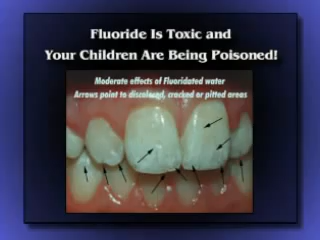 Fluoride Is Toxic and
Your Children Are Being Poisoned!
Moderate effects of Fluoridated water
Arrows point to discolored, cracked or pitted areas